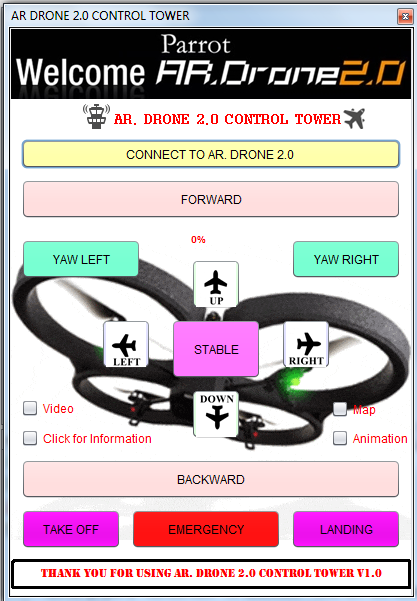 AR DRONE 2.0 CONTROL TOWER
Parrot
Welcome AR.Drone2.0
AR. DRONE 2.0 CONTROL TOWER
CONNECT TO AR. DRONE 2.0
FORWARD
0%
YAW LEFT
YAW RIGHT
UP
LEFT
STABLE
RIGHT
DOWN
Video
Map
Click for Information
Animation
BACKWARD
TAKE OFF
EMERGENCY
LANDING
THANK YOU FOR USING AR. DRONE 2.0 CONTROL TOWER V1.0